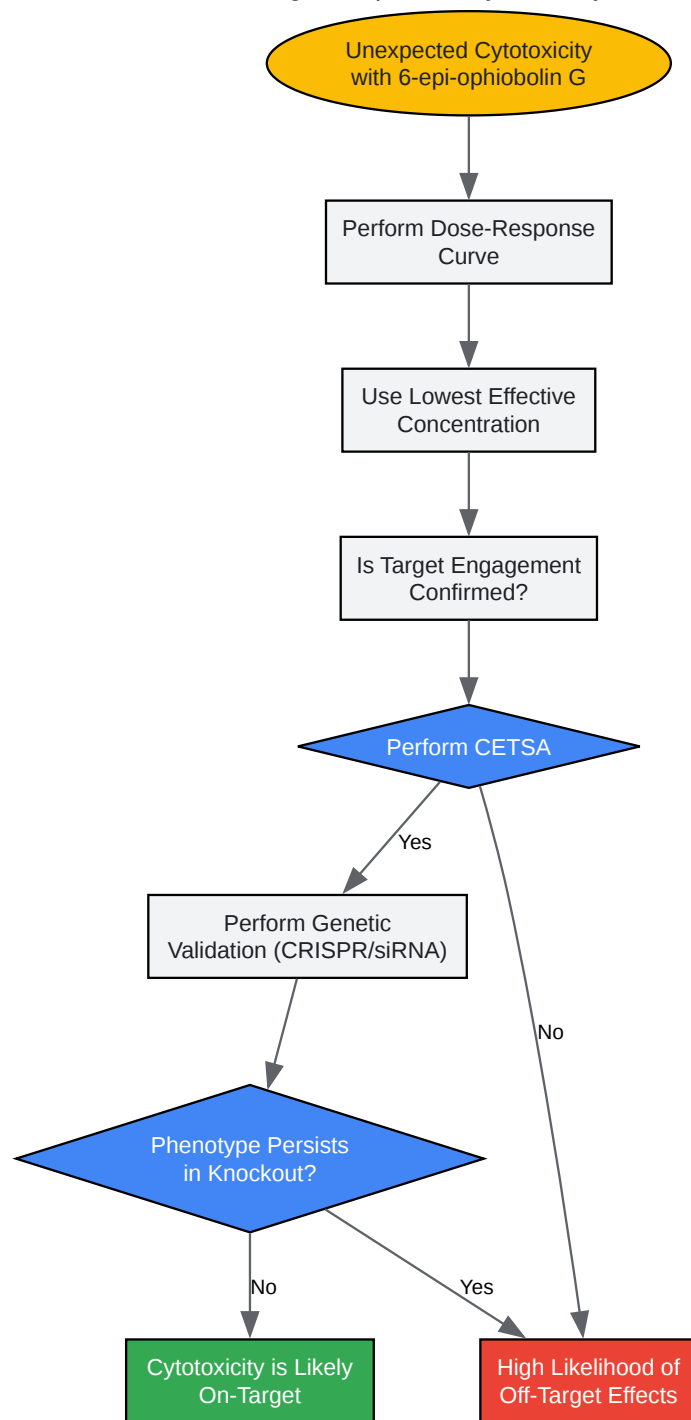 Unexpected Cytotoxicity
with 6-epi-ophiobolin G
Perform Dose-Response
Curve
Use Lowest Effective
Concentration
Is Target Engagement
Confirmed?
Perform CETSA
Yes
Perform Genetic
Validation (CRISPR/siRNA)
No
Phenotype Persists
in Knockout?
No
Yes
Cytotoxicity is Likely
On-Target
High Likelihood of
Off-Target Effects